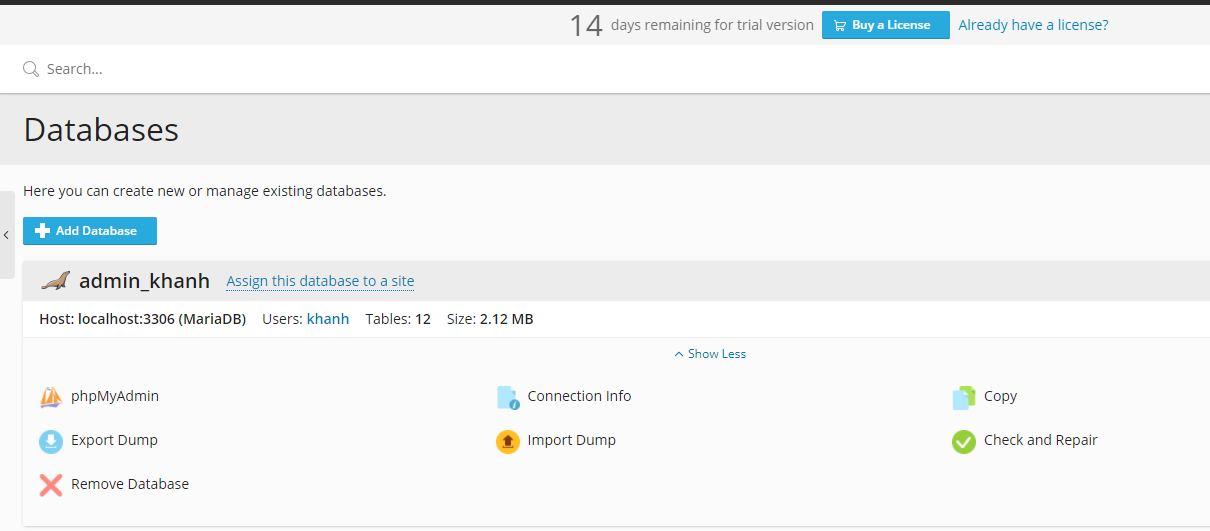 14 days remaining for trial version Buy a License Already have a license?
Search...
Databases
Here you can create new or manage existing databases.
Add Database
admin_khanh Assign this database to a site
Host: localhost:3306 (MariaDB) Users: khanh Tables: 12 Size: 2.12 MB
Show Less
phpMyAdmin Connection Info Copy
Export Dump Import Dump Check and Repair
Remove Database